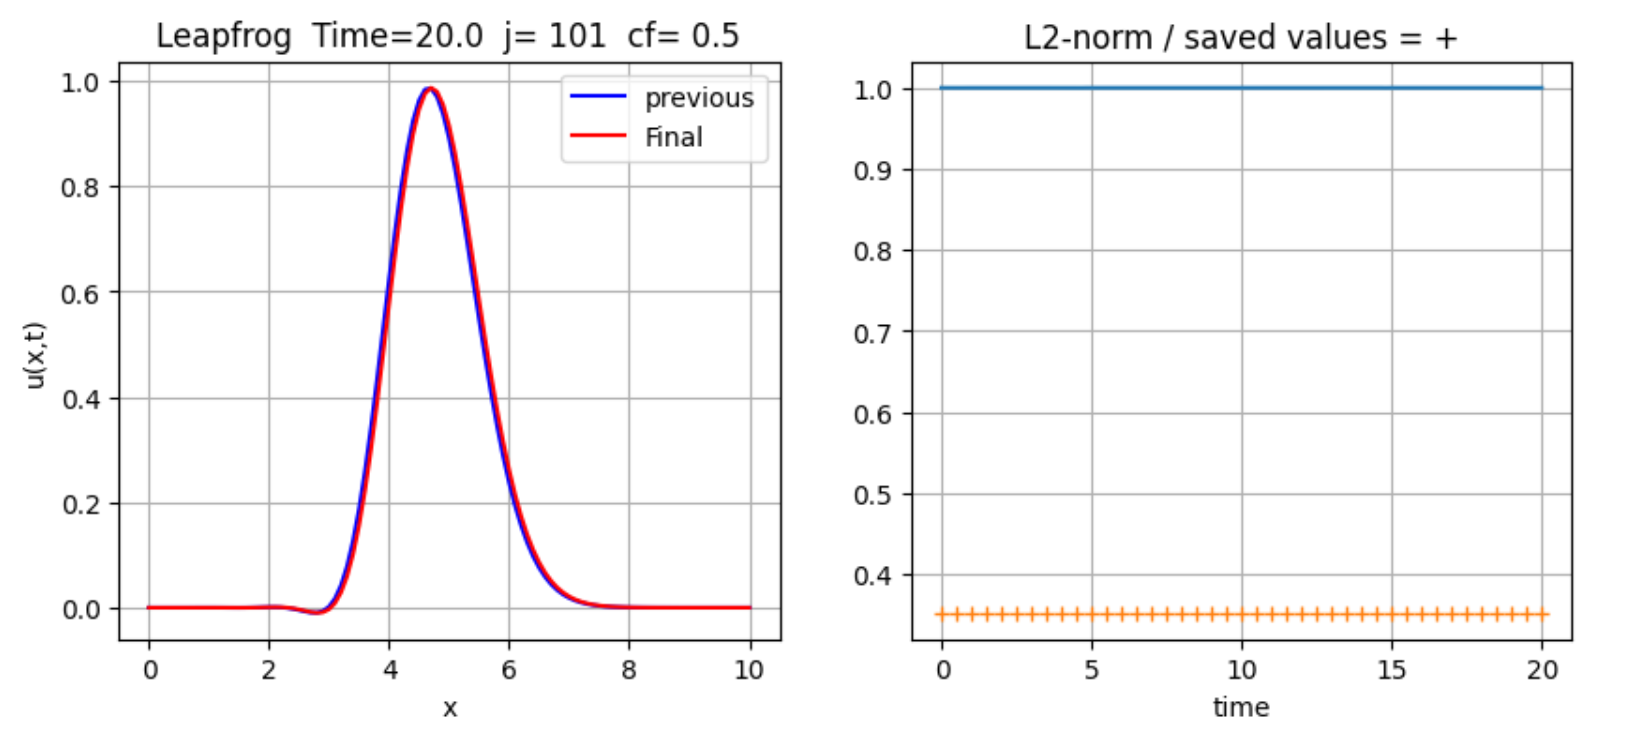 Leapfrog  Time=20.0  j= 101  cf= 0.5
1.0
0.8
0.6
0.4
0.2
0.0
u(x,t)
previous
Final
0 2 4 6 8 10
x
L2-norm / saved values = +
1.0
0.9
0.8
0.7
0.6
0.5
0.4
0 5 10 15 20
time